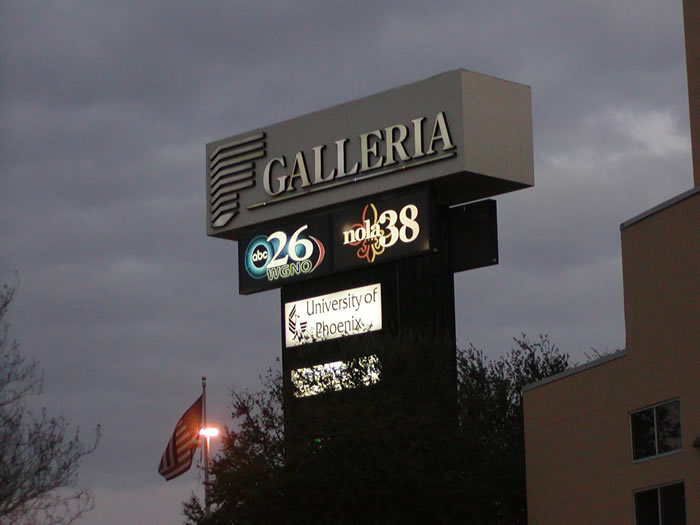 GALLERIA
abc 26
WGNO
nola 38
University of
Phoenix